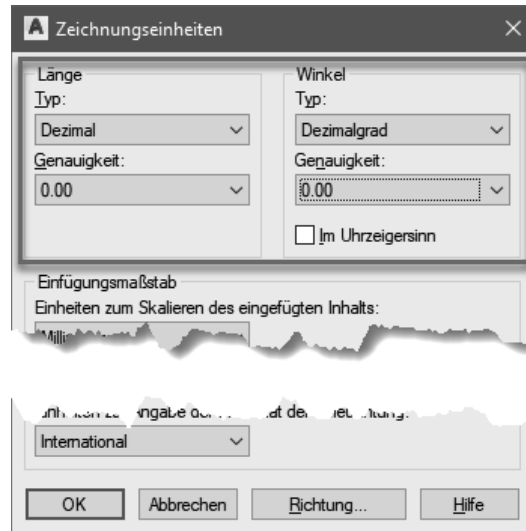 A Zeichnungseinheiten
Länge
Typ:
Dezimal
Genauigkeit:
0.00
Winkel
Typ:
Dezimalgrad
Genauigkeit:
0.00
Im Uhrzeigersinn
Einfügungsmaßstab
Einheiten zum Skalieren des eingefügten Inhalts:
International
OK Abbrechen Richtung... Hilfe